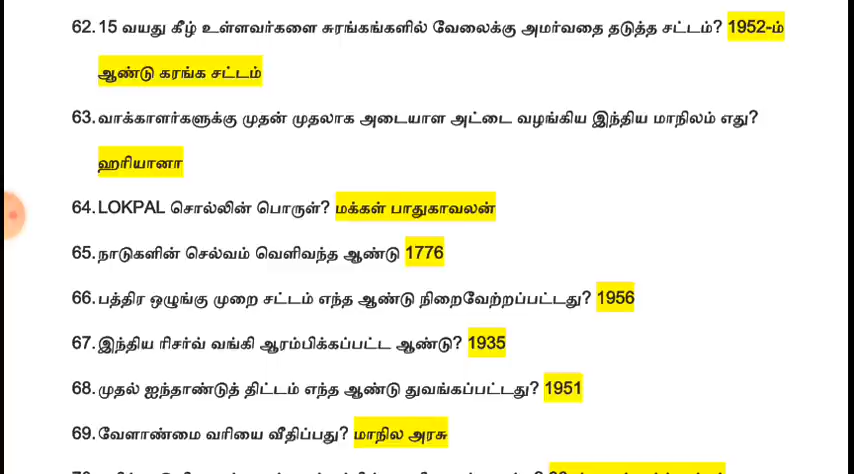 62. 15 வயது கீழ் உள்ளவர்களை சுரங்கங்களில் வேலைக்கு அமர்வதை தடுத்த சட்டம்? 1952-ம்
ஆண்டு கரங்க சட்டம்
63. வாக்காளர்களுக்கு முதன் முதலாக அடையாள அட்டை வழங்கிய இந்திய மாநிலம் எது?
ஹரியானா
64. LOKPAL சொல்லின் பொருள்? மக்கள் பாதுகாவலன்
65. நாடுகளின் செல்வம் வெளிவந்த ஆண்டு 1776
66. பத்திர ஒழுங்கு முறை சட்டம் எந்த ஆண்டு நிறைவேற்றப்பட்டது? 1956
67. இந்திய ரிசர்வ் வங்கி ஆரம்பிக்கப்பட்ட ஆண்டு? 1935
68. முதல் ஐந்தாண்டுத் திட்டம் எந்த ஆண்டு துவங்கப்பட்டது? 1951
69. வேளாண்மை வரியை வீதிப்பது? மாநில அரசு